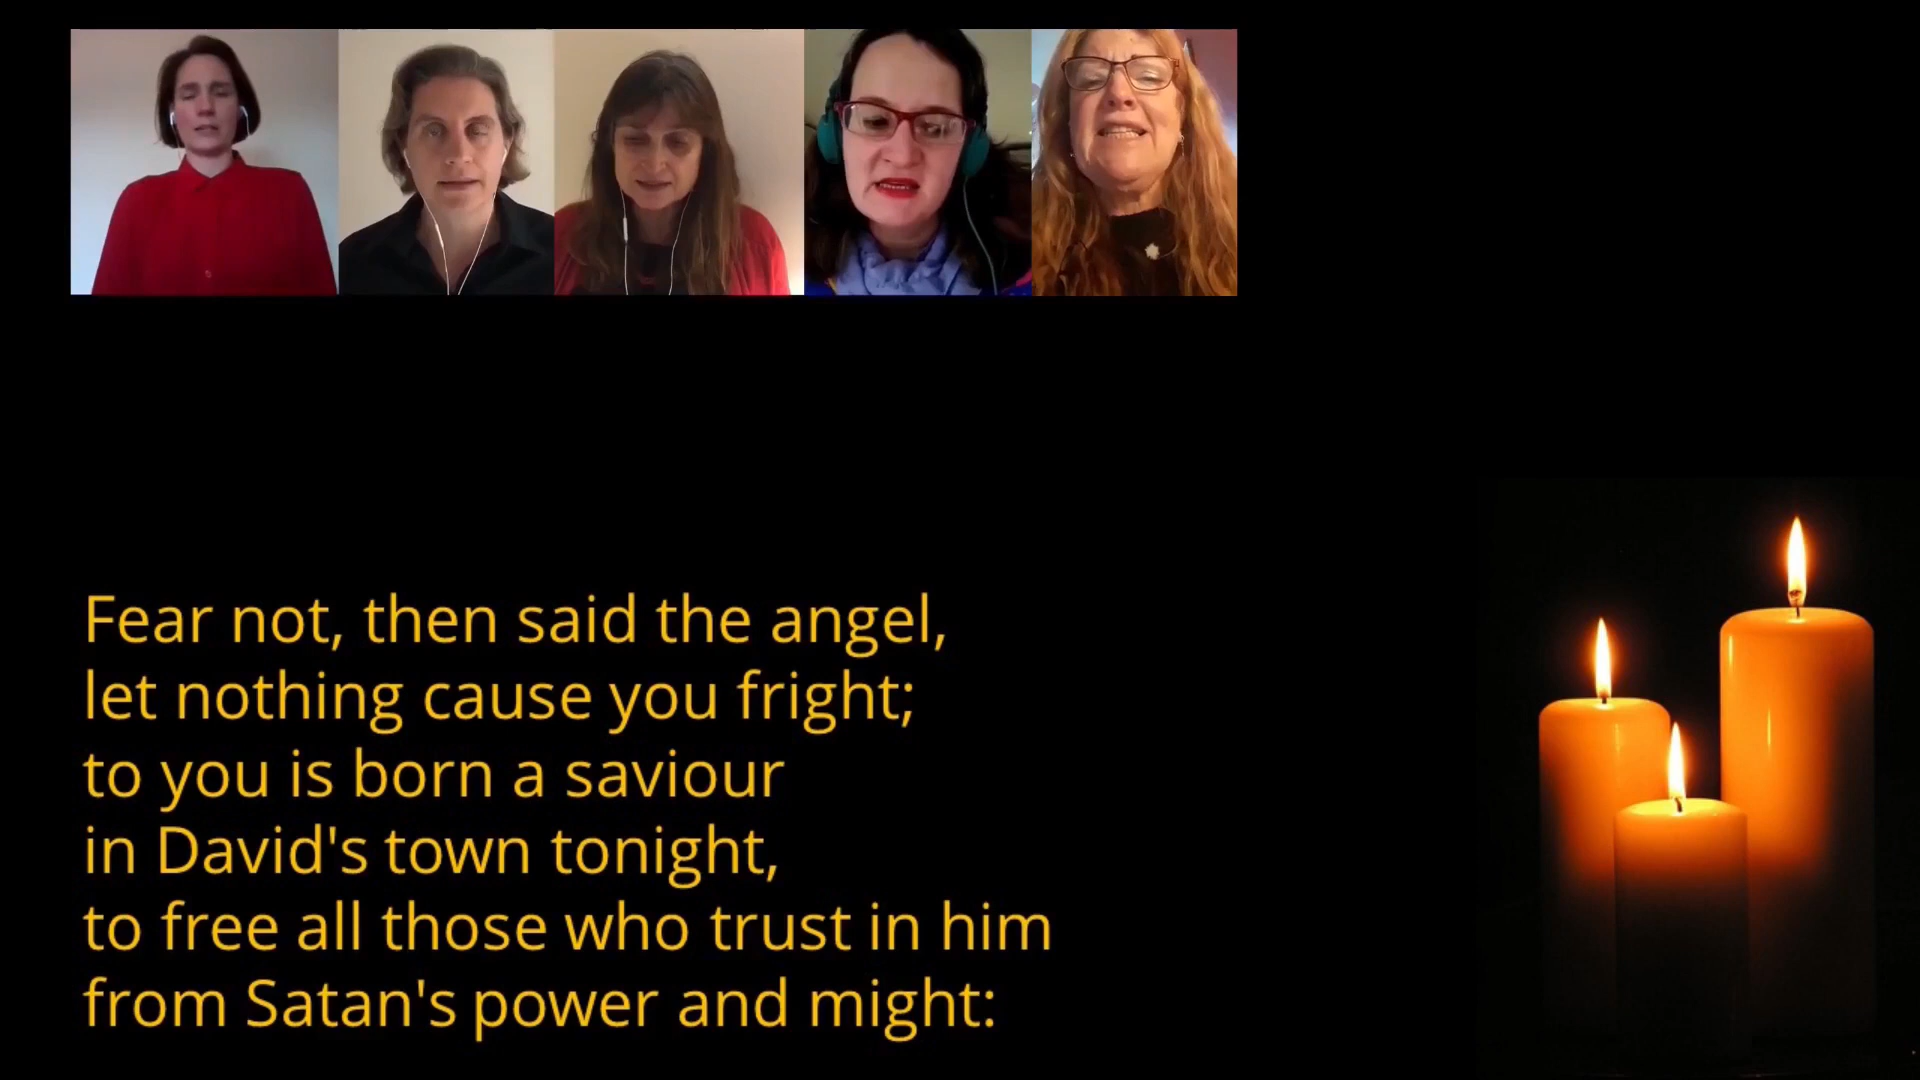 Fear not, then said the angel,
let nothing cause you fright;
to you is born a saviour
in David's town tonight,
to free all those who trust in him
from Satan's power and might: